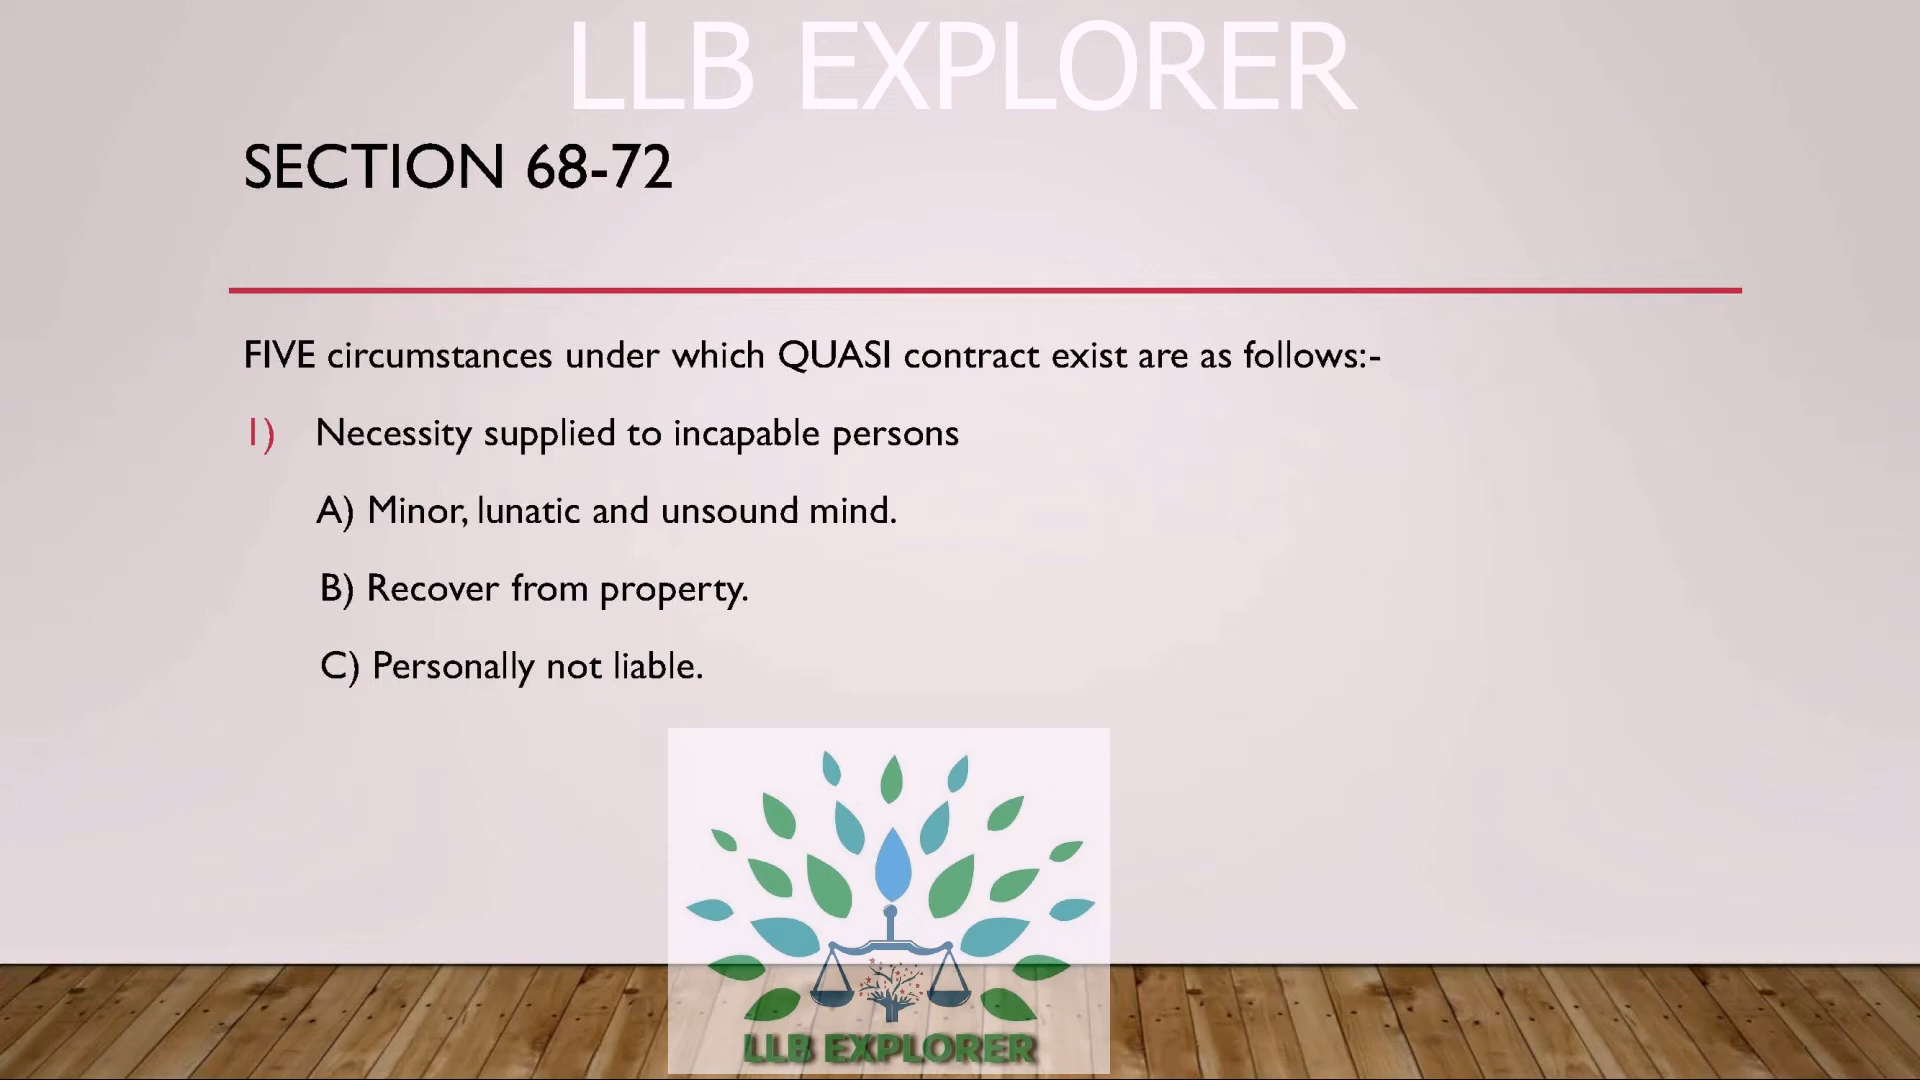 LLB EXPLORER
SECTION 68-72
FIVE circumstances under which QUASI contract exist are as follows:-
1) Necessity supplied to incapable persons
A) Minor, lunatic and unsound mind.
B) Recover from property.
C) Personally not liable.
LLB EXPLORER